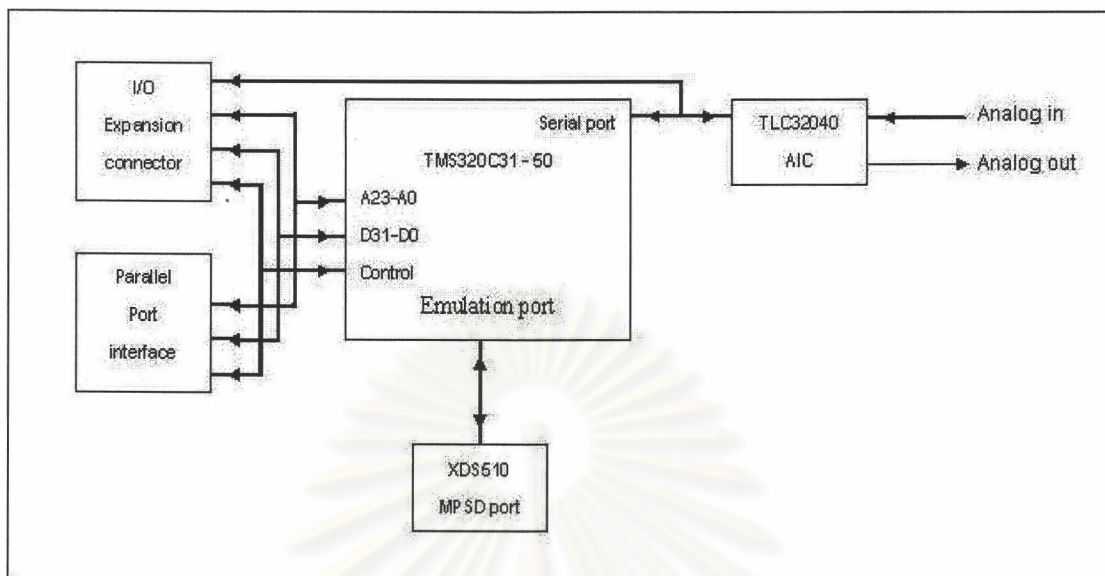 I/O
Expansion
connector
Parallel
Port
interface
Serial port
TMS320C31-50
A23-A0
D31-D0
Control
Emulation port
TLC32040
AIC
Analog in
Analog out
XDS510
MPSD port